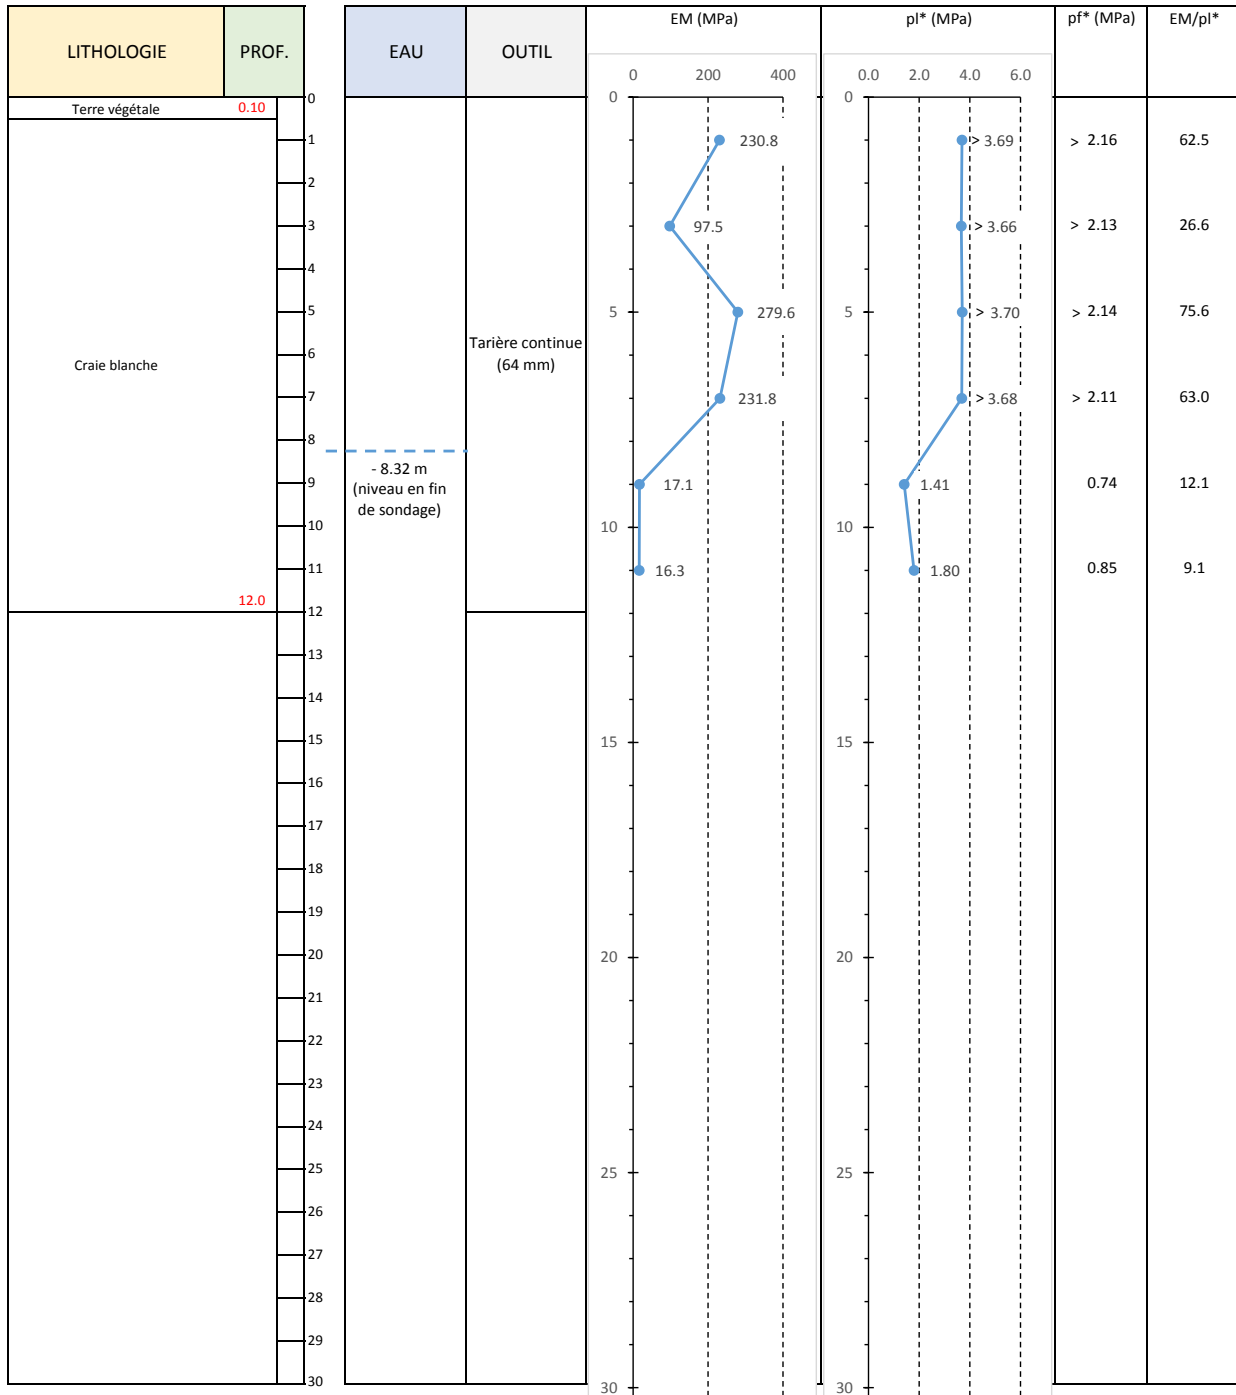 LITHOLOGIE PROF. EAU OUTIL EM (MPa) pl* (MPa) pf* (MPa) EM/pl*
0 200 400 0.0 2.0 4.0 6.0
Terre végétale 0.10 0 0 0
1 230.8 > 3.69 > 2.16 62.5
2
3 97.5 > 3.66 > 2.13 26.6
4
5 5 279.6 5 > 3.70 > 2.14 75.6
Tarière continue
(64 mm)
Craie blanche 6
7 231.8 > 3.68 > 2.11 63.0
8
- 8.32 m
(niveau en fin
de sondage)
9 17.1 1.41 0.74 12.1
10 10 10
11 16.3 1.80 0.85 9.1
12.0 12
13
14
15 15 15
16
17
18
19
20 20 20
21
22
23
24
25 25 25
26
27
28
29
30 30 30